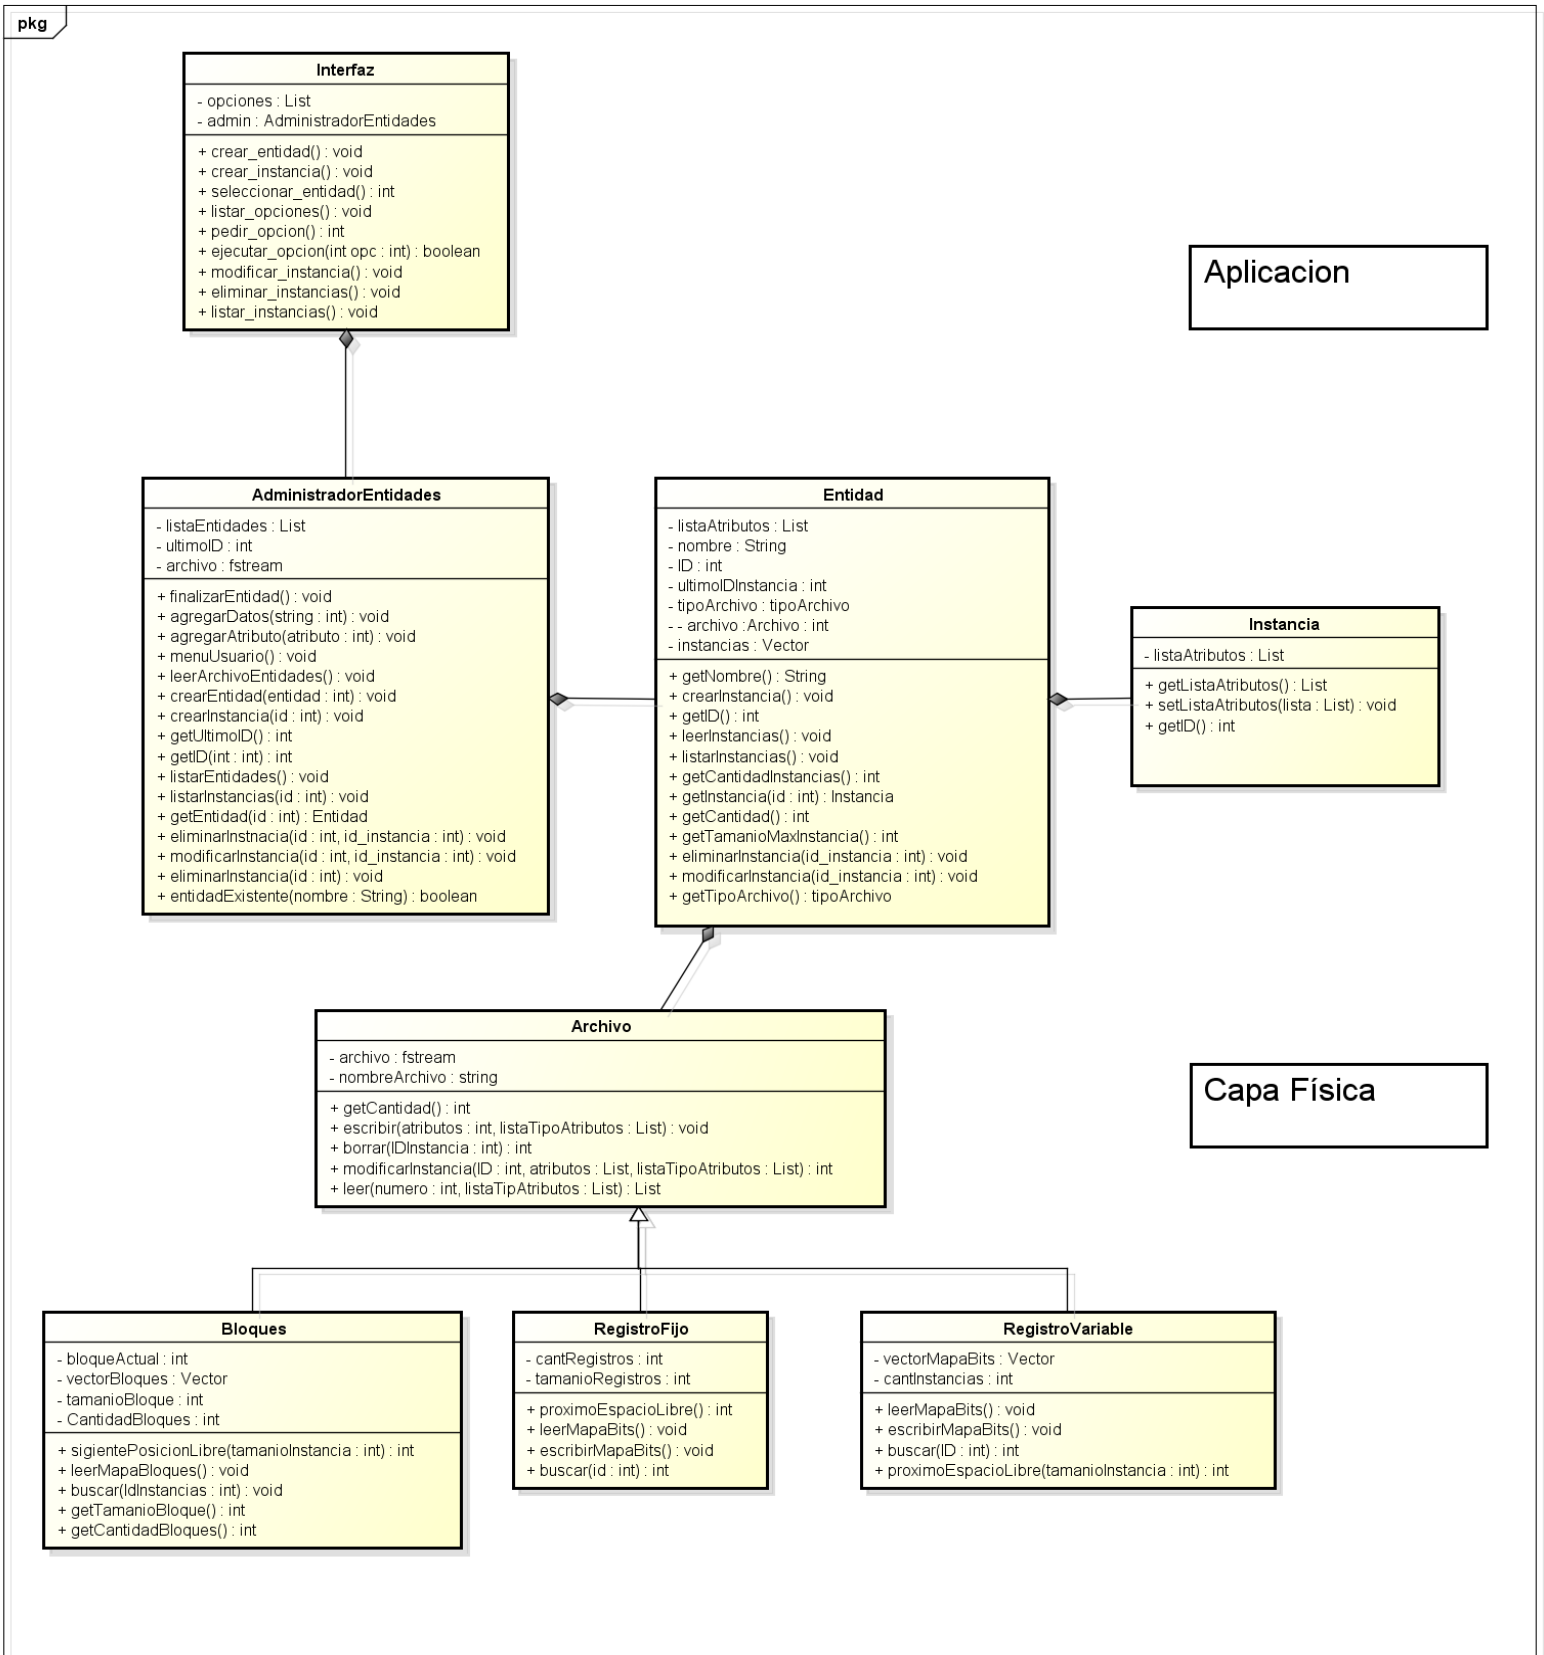 pkg
Interfaz
- opciones : List
- admin : AdministradorEntidades
+ crear_entidad() : void
+ crear_instancia() : void
+ seleccionar_entidad() : int
+ listar_opciones() : void
+ pedir_opcion() : int
+ ejecutar_opcion(int opc : int) : boolean
+ modificar_instancia() : void
+ eliminar_instancias() : void
+ listar_instancias() : void
Aplicacion
AdministradorEntidades
- listaEntidades : List
- ultimoID : int
- archivo : fstream
+ finalizarEntidad() : void
+ agregarDatos(string : int) : void
+ agregarAtributo(atributo : int) : void
+ menuUsuario() : void
+ leerArchivoEntidades() : void
+ crearEntidad(entidad : int) : void
+ crearInstancia(id : int) : void
+ getUltimoID() : int
+ getID(int : int) : int
+ listarEntidades() : void
+ listarInstancias(id : int) : void
+ getEntidad(id : int) : Entidad
+ eliminarInstnacia(id : int, id_instancia : int) : void
+ modificarInstancia(id : int, id_instancia : int) : void
+ eliminarInstancia(id : int) : void
+ entidadExistente(nombre : String) : boolean
Entidad
- listaAtributos : List
- nombre : String
- ID : int
- ultimoIDInstancia : int
- tipoArchivo : tipoArchivo
- - archivo :Archivo : int
- instancias : Vector
+ getNombre() : String
+ crearInstancia() : void
+ getID() : int
+ leerInstancias() : void
+ listarInstancias() : void
+ getCantidadInstancias() : int
+ getInstancia(id : int) : Instancia
+ getCantidad() : int
+ getTamanioMaxInstancia() : int
+ eliminarInstancia(id_instancia : int) : void
+ modificarInstancia(id_instancia : int) : void
+ getTipoArchivo() : tipoArchivo
Instancia
- listaAtributos : List
+ getListaAtributos() : List
+ setListaAtributos(lista : List) : void
+ getID() : int
Archivo
- archivo : fstream
- nombreArchivo : string
+ getCantidad() : int
+ escribir(atributos : int, listaTipoAtributos : List) : void
+ borrar(IDInstancia : int) : int
+ modificarInstancia(ID : int, atributos : List, listaTipoAtributos : List) : int
+ leer(numero : int, listaTipAtributos : List) : List
Capa Física
Bloques
- bloqueActual : int
- vectorBloques : Vector
- tamanioBloque : int
- CantidadBloques : int
+ sigientePosicionLibre(tamanioInstancia : int) : int
+ leerMapaBloques() : void
+ buscar(IdInstancias : int) : void
+ getTamanioBloque() : int
+ getCantidadBloques() : int
RegistroFijo
- cantRegistros : int
- tamanioRegistros : int
+ proximoEspacioLibre() : int
+ leerMapaBits() : void
+ escribirMapaBits() : void
+ buscar(id : int) : int
RegistroVariable
- vectorMapaBits : Vector
- cantInstancias : int
+ leerMapaBits() : void
+ escribirMapaBits() : void
+ buscar(ID : int) : int
+ proximoEspacioLibre(tamanioInstancia : int) : int